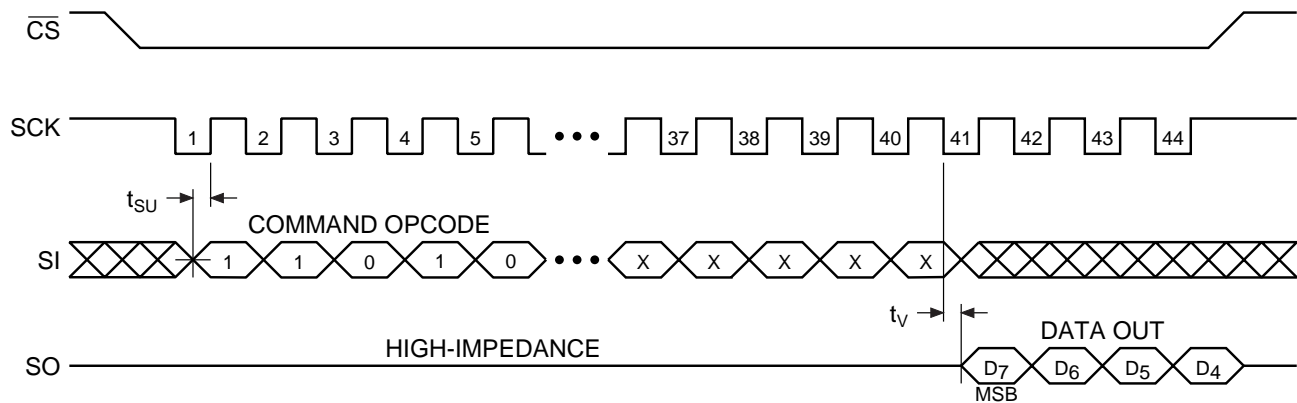 CS
SCK 1 2 3 4 5 ••• 37 38 39 40 41 42 43 44
tSU
COMMAND OPCODE
SI 1 1 0 1 0 ••• X X X X X
tV
DATA OUT
HIGH-IMPEDANCE
SO D7 D6 D5 D4
MSB